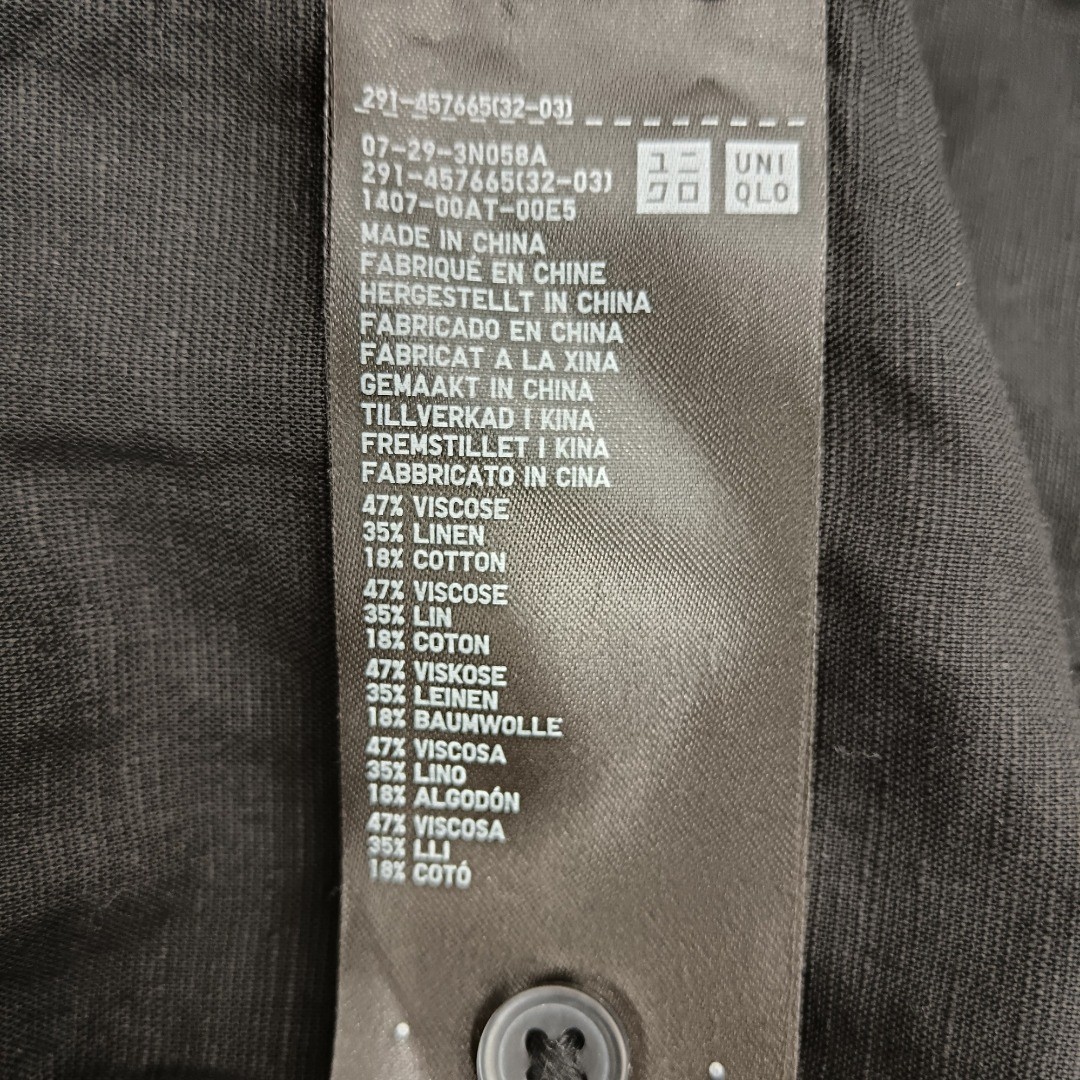 291-457665(32-03)
07-29-3N058A
291-457665(32-03)
1407-00AT-00E5
ユニ
クロ
UNI
QLO
MADE IN CHINA
FABRIQUÉ EN CHINE
HERGESTELLT IN CHINA
FABRICADO EN CHINA
FABRICAT A LA XINA
GEMAAKT IN CHINA
TILLVERKAD I KINA
FREMSTILLET I KINA
FABBRICATO IN CINA
47% VISCOSE
35% LINEN
18% COTTON
47% VISCOSE
35% LIN
18% COTON
47% VISKOSE
35% LEINEN
18% BAUMWOLLE
47% VISCOSA
35% LINO
18% ALGODÓN
47% VISCOSA
35% LLI
18% COTÓ